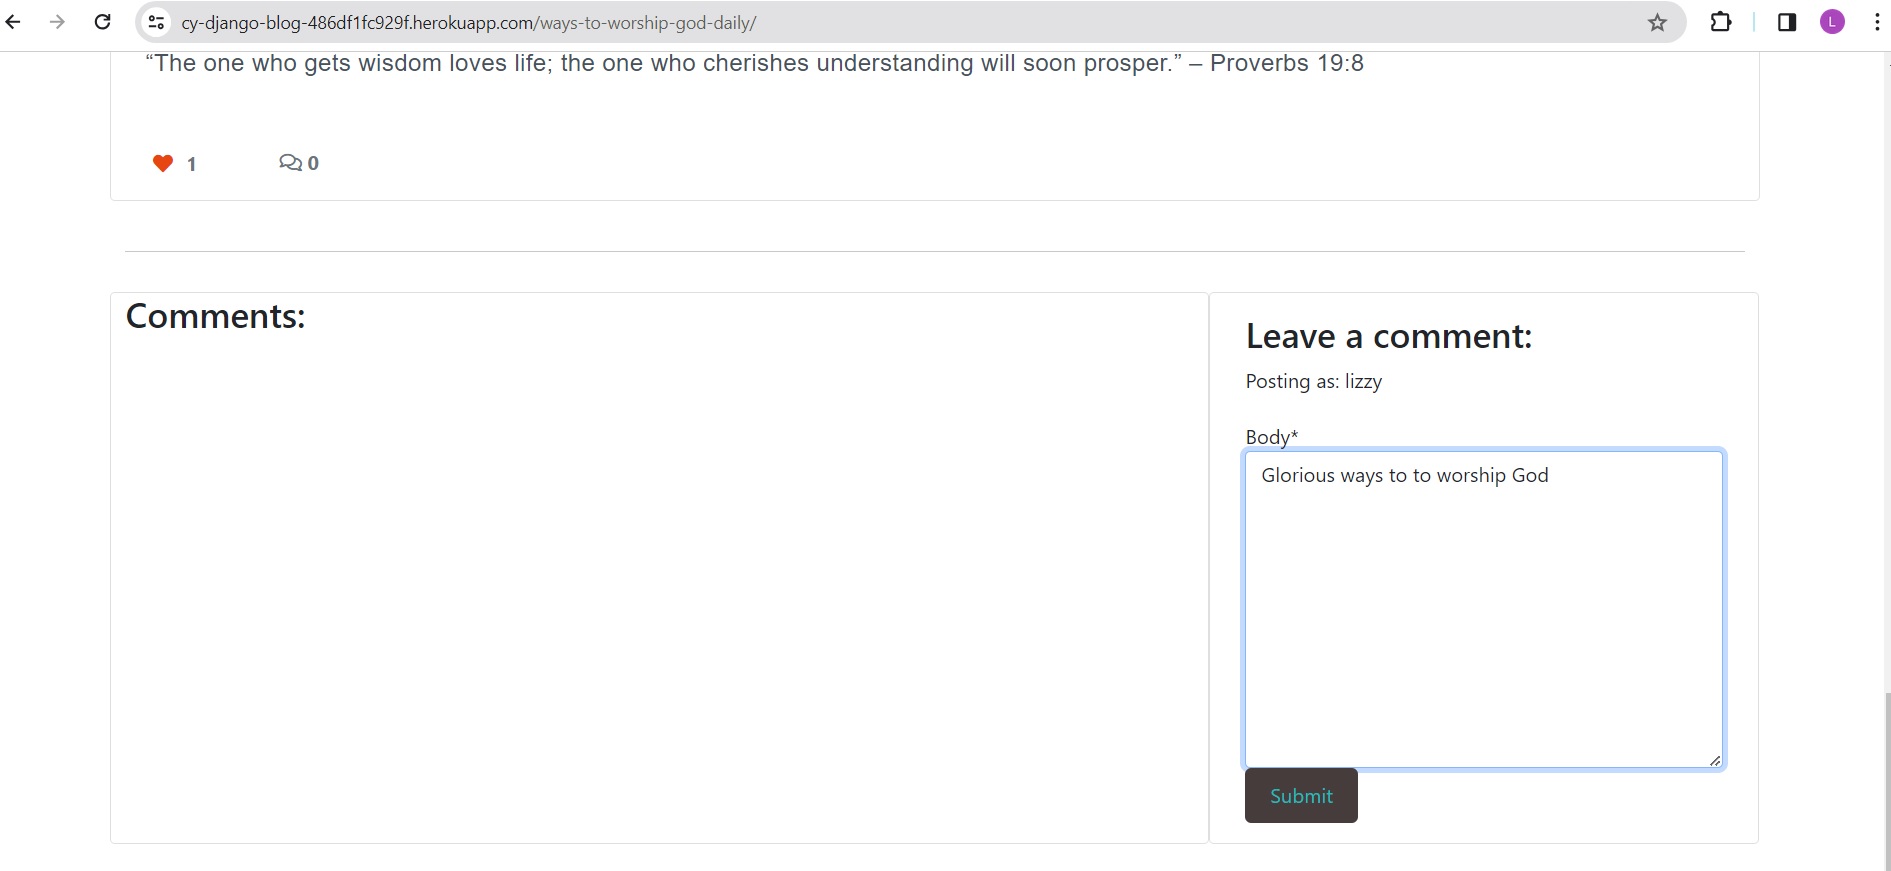 cy-django-blog-486df1fc929f.herokuapp.com/ways-to-worship-god-daily/
L
“The one who gets wisdom loves life; the one who cherishes understanding will soon prosper.” – Proverbs 19:8
1 0
Comments:
Leave a comment:
Posting as: lizzy
Body*
Glorious ways to to worship God
Submit